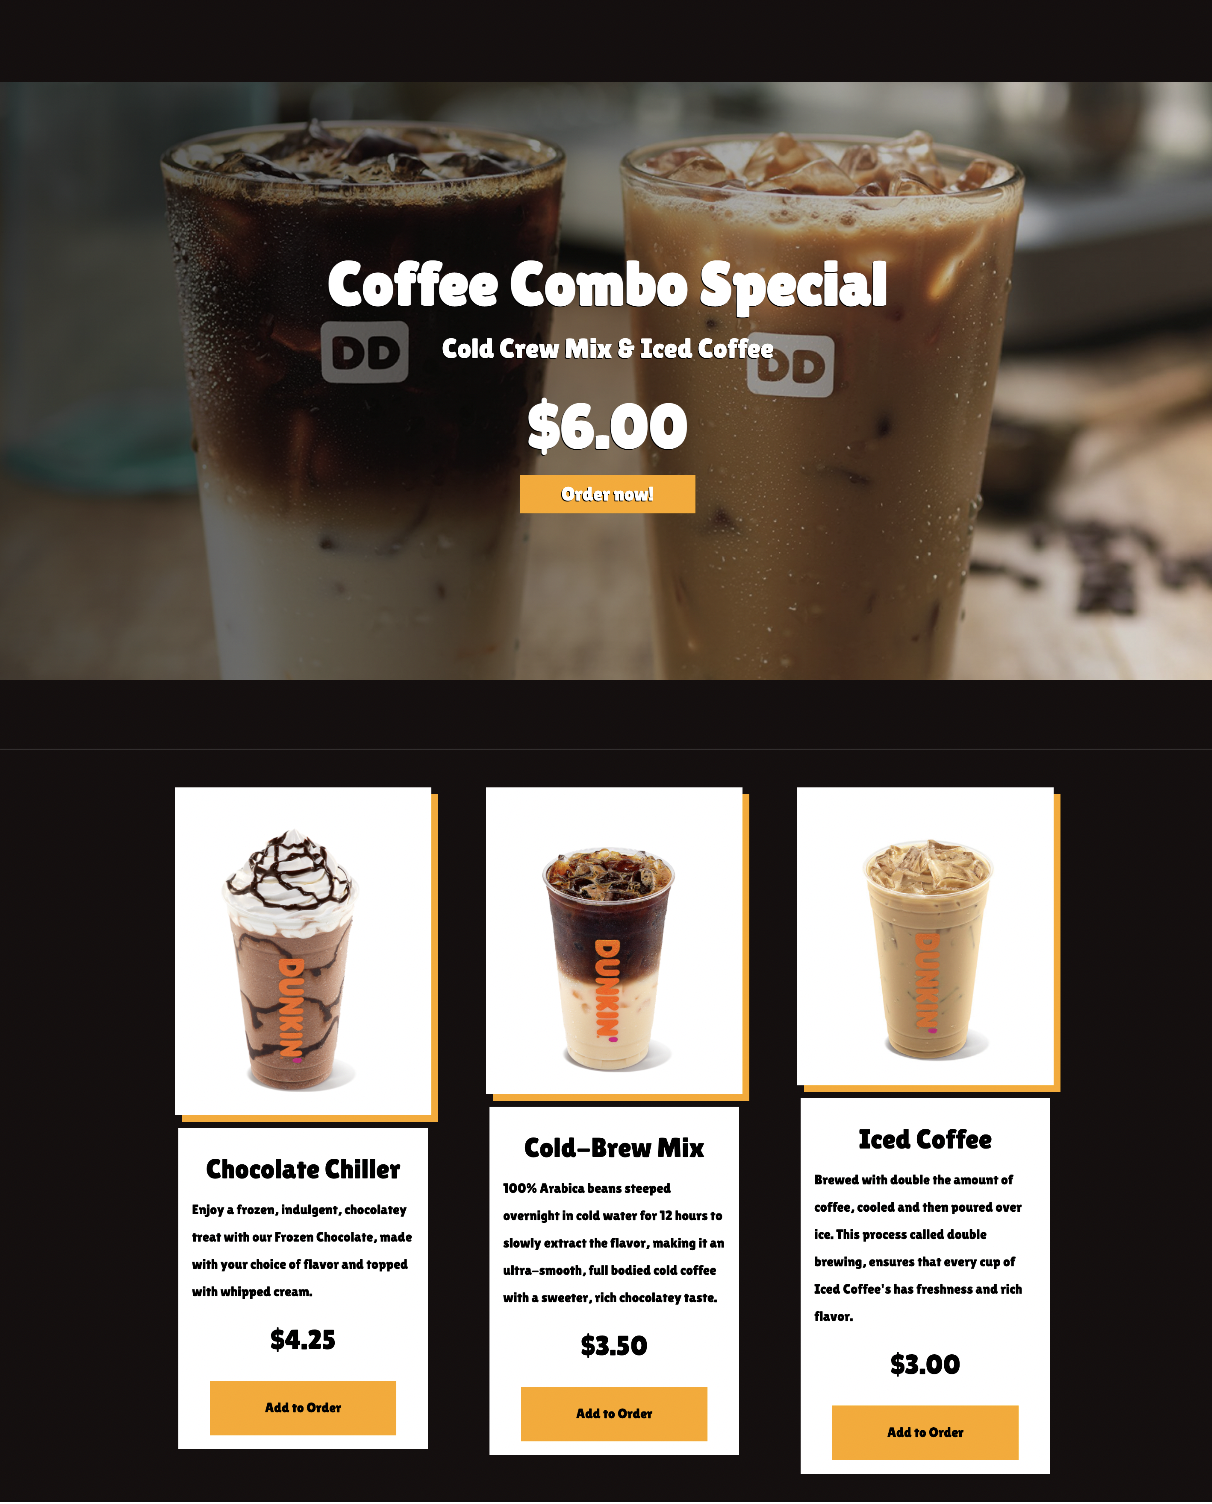 Coffee Combo Special
DD
Cold Crew Mix & Iced Coffee
DD
$6.00
Order now!
DUNKIN'
DUNKIN'
DUNKIN'
Chocolate Chiller
Enjoy a frozen, indulgent, chocolatey
treat with our Frozen Chocolate, made
with your choice of flavor and topped
with whipped cream.
$4.25
Add to Order
Cold-Brew Mix
100% Arabica beans steeped
overnight in cold water for 12 hours to
slowly extract the flavor, making it an
ultra-smooth, full bodied cold coffee
with a sweeter, rich chocolatey taste.
$3.50
Add to Order
Iced Coffee
Brewed with double the amount of
coffee, cooled and then poured over
ice. This process called double
brewing, ensures that every cup of
Iced Coffee's has freshness and rich
flavor.
$3.00
Add to Order